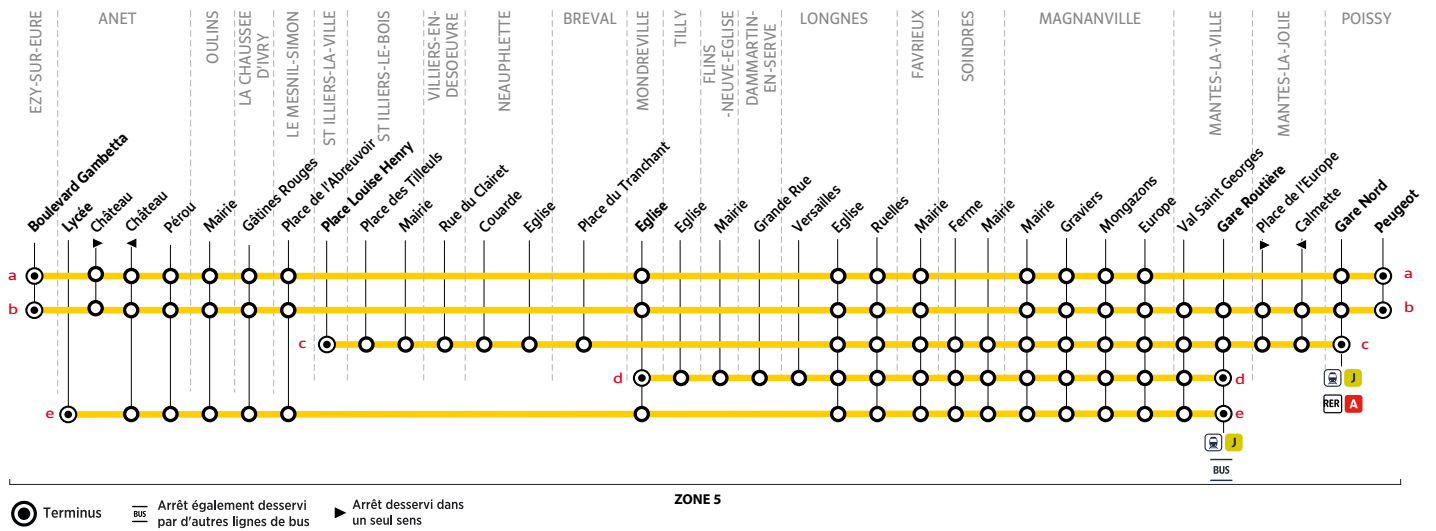 EZY-SUR-EURE
ANET
OULINS
LA CHAUSSEE
D'IVRY
LE MESNIL-SIMON
ST ILLIERS-LA-VILLE
ST ILLIERS-LE-BOIS
VILLIERS-EN-
DESOEUVRE
NEAUPHLETTE
BREVAL
MONDREVILLE
TILLY
FLINS
-NEUVE-EGLISE
DAMMARTIN-
EN-SERVE
LONGNES
FAVRIEUX
SOINDRES
MAGNANVILLE
MANTES-LA-VILLE
MANTES-LA-JOLIE
POISSY
Boulevard Gambetta
Lycée
Château
Château
Pérou
Mairie
Gâtines Rouges
Place de l'Abreuvoir
Place Louise Henry
Place des Tilleuls
Mairie
Rue du Clairet
Couarde
Eglise
Place du Tranchant
Eglise
Eglise
Mairie
Grande Rue
Versailles
Eglise
Ruelles
Mairie
Ferme
Mairie
Mairie
Graviers
Mongazons
Europe
Val Saint Georges
Gare Routière
Place de l'Europe
Calmette
Gare Nord
Peugeot
a
a
b
b
c
c
d
d
J
RER A
e
e
J
BUS
ZONE 5
Terminus
BUS
Arrêt également desservi
par d'autres lignes de bus
Arrêt desservi dans
un seul sens